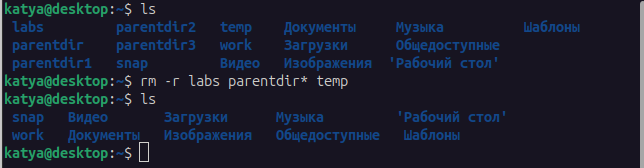 katya@desktop:~$ ls
labs parentdir2 temp Документы Музыка Шаблоны
parentdir parentdir3 work Загрузки Общедоступные
parentdir1 snap Видео Изображения 'Рабочий стол'
katya@desktop:~$ rm -r labs parentdir* temp
katya@desktop:~$ ls
snap Видео Загрузки Музыка 'Рабочий стол'
work Документы Изображения Общедоступные Шаблоны
katya@desktop:~$